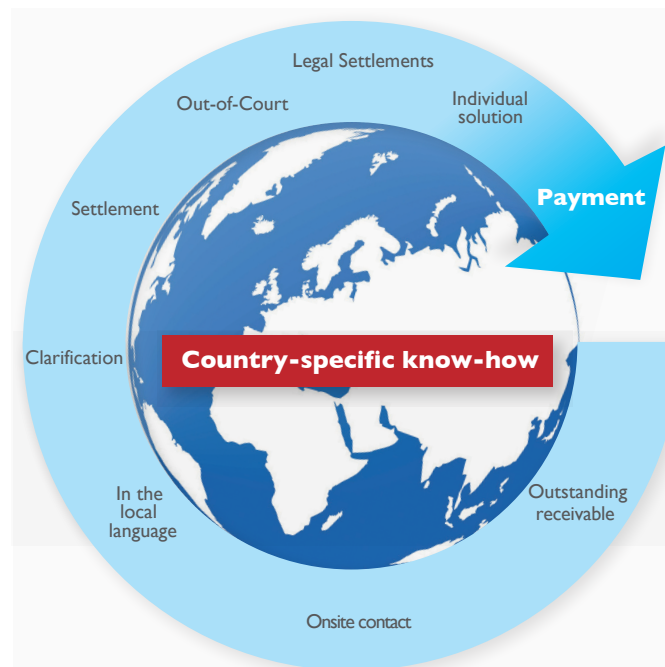 Legal Settlements
Out-of-Court
Individual
solution
Payment
Settlement
Clarification
Country-specific know-how
In the
local
language
Outstanding
receivable
Onsite contact